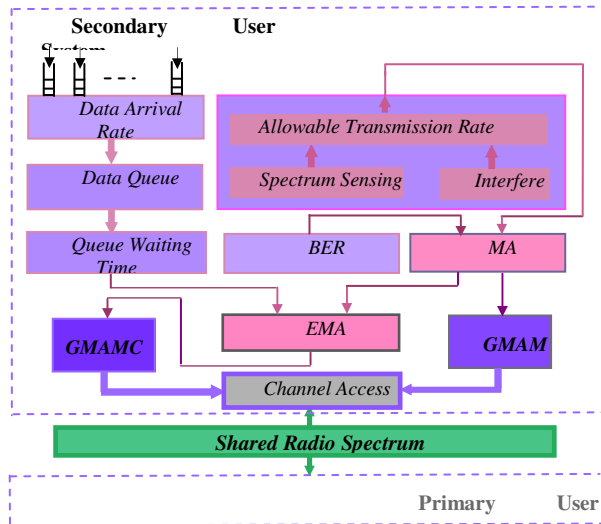 Secondary User
System
Data Arrival
Rate
Allowable Transmission Rate
Data Queue
Spectrum Sensing
Interfere
Queue Waiting
Time
BER
MA
EMA
GMAMC
GMAM
Channel Access
Shared Radio Spectrum
Primary User